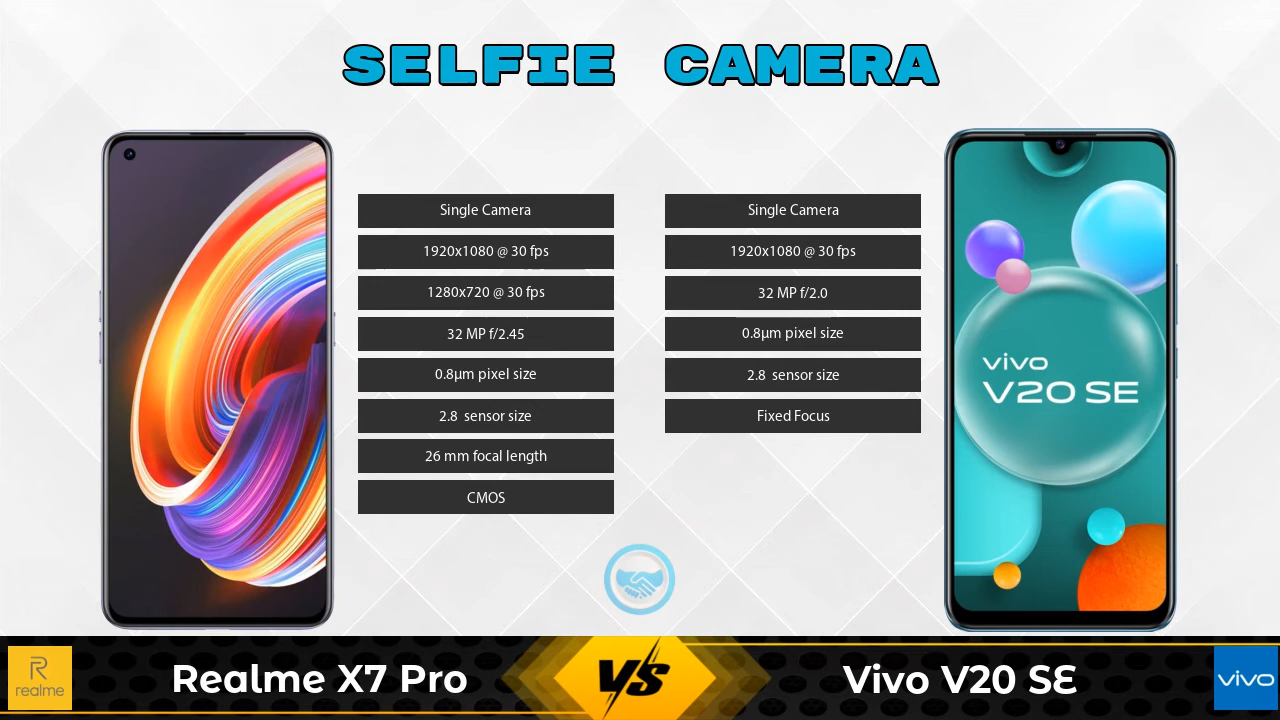 SELFIE CAMERA
Single Camera
1920x1080 @ 30 fps
1280x720 @ 30 fps
32 MP f/2.45
0.8µm pixel size
2.8 sensor size
26 mm focal length
CMOS
Single Camera
1920x1080 @ 30 fps
32 MP f/2.0
0.8µm pixel size
2.8 sensor size
Fixed Focus
vivo
V20 SE
R
realme
Realme X7 Pro
VS
Vivo V20 SE
vivo